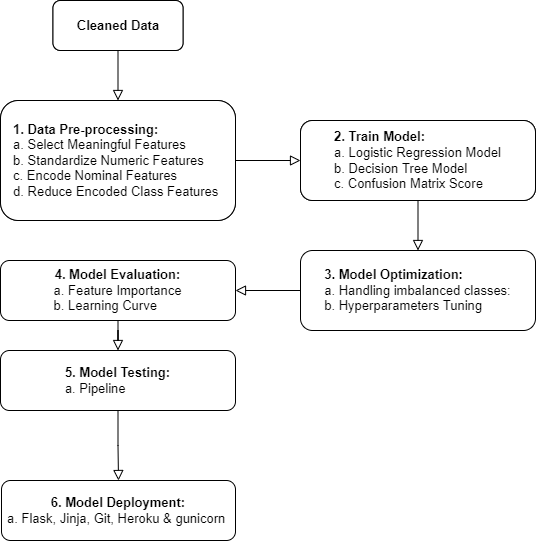 Cleaned Data
1. Data Pre-processing:
a. Select Meaningful Features
b. Standardize Numeric Features
c. Encode Nominal Features
d. Reduce Encoded Class Features
2. Train Model:
a. Logistic Regression Model
b. Decision Tree Model
c. Confusion Matrix Score
3. Model Optimization:
a. Handling imbalanced classes:
b. Hyperparameters Tuning
4. Model Evaluation:
a. Feature Importance
b. Learning Curve
5. Model Testing:
a. Pipeline
6. Model Deployment:
a. Flask, Jinja, Git, Heroku & gunicorn